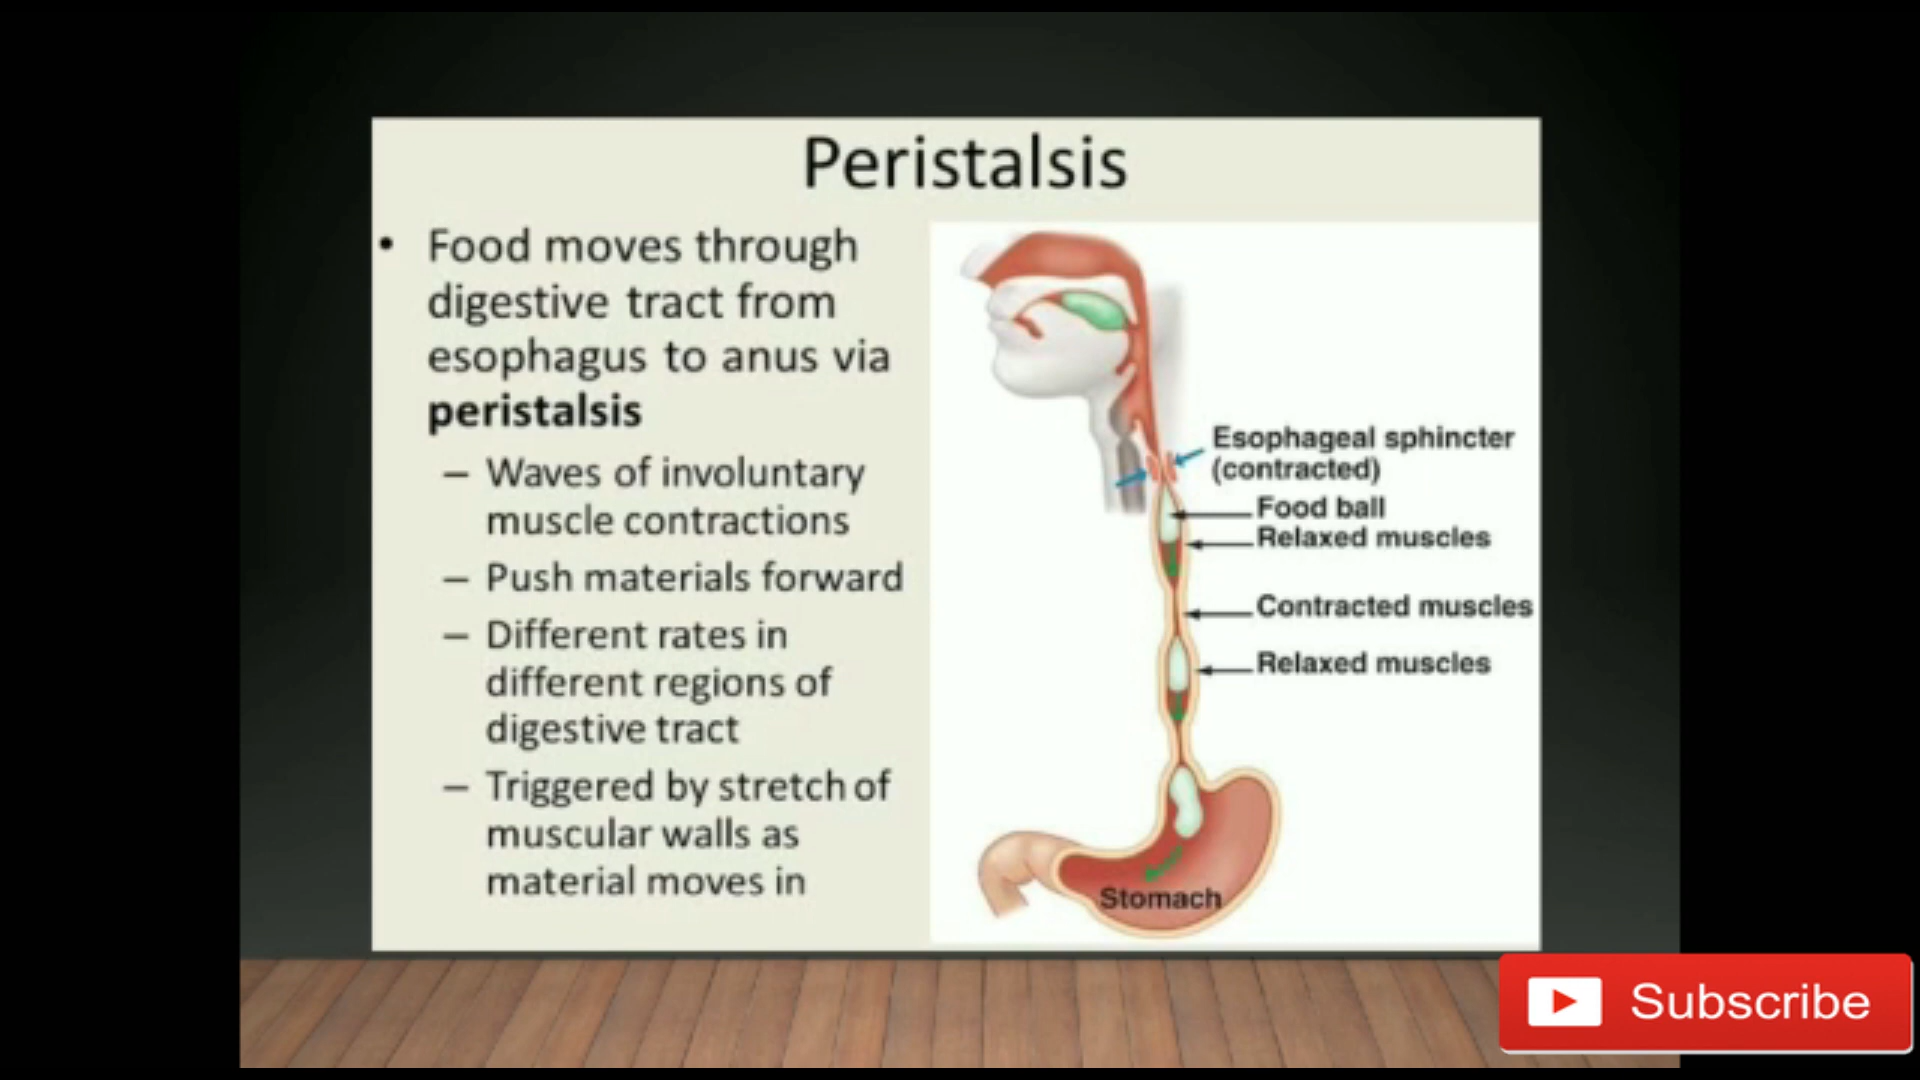 Peristalsis
• Food moves through
digestive tract from
esophagus to anus via
peristalsis
– Waves of involuntary
muscle contractions
– Push materials forward
– Different rates in
different regions of
digestive tract
– Triggered by stretch of
muscular walls as
material moves in
Esophageal sphincter
(contracted)
Food ball
Relaxed muscles
Contracted muscles
Relaxed muscles
Stomach
Subscribe